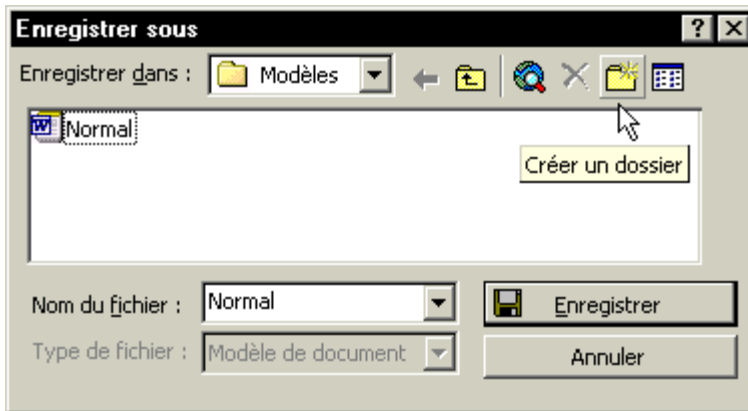 Enregistrer sous
Enregistrer dans : Modèles
Normal
Créer un dossier
Nom du fichier : Normal Enregistrer
Type de fichier : Modèle de document Annuler